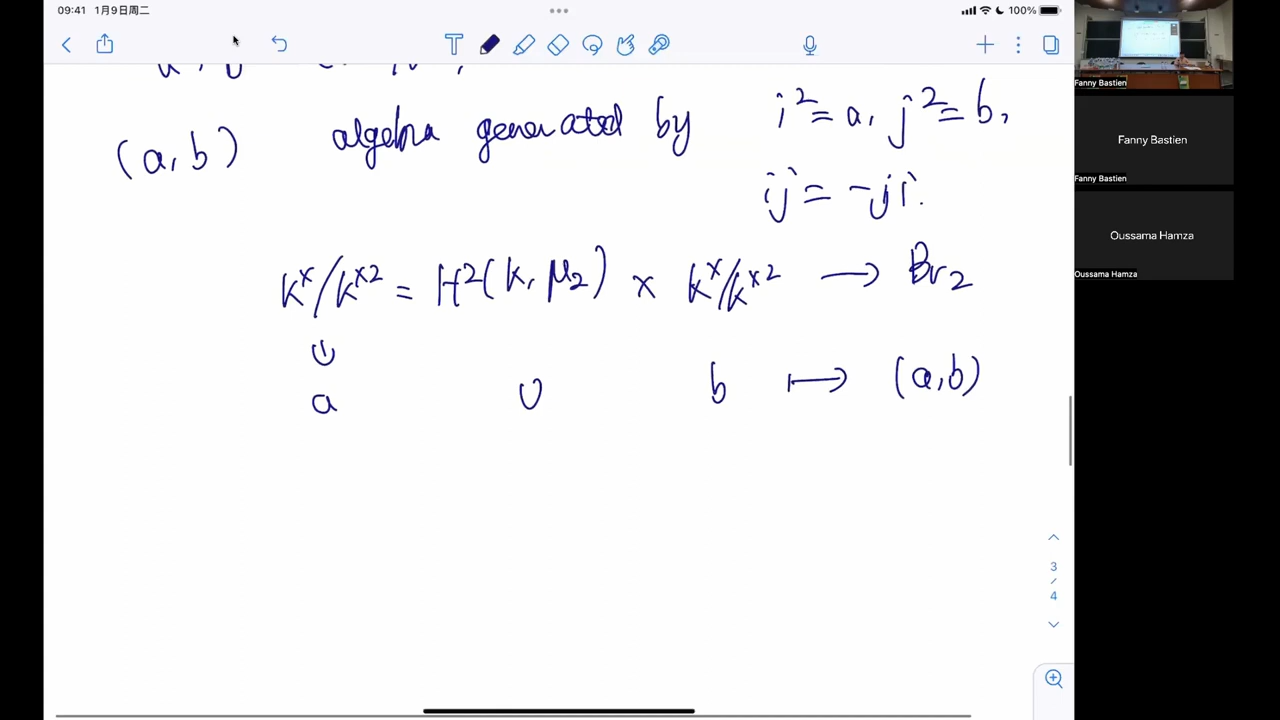 09:41 1月9日周二
100%
(a, b) algebra generated by i² = a, j² = b,
ij = -ji.
k^×/k^×2 = H²(k, μ₂) × k^×/k^×2 → Br₂
a ∪ b ↦ (a,b)
3
/
4
Fanny Bastien
Fanny Bastien
Fanny Bastien
Oussama Hamza
Oussama Hamza